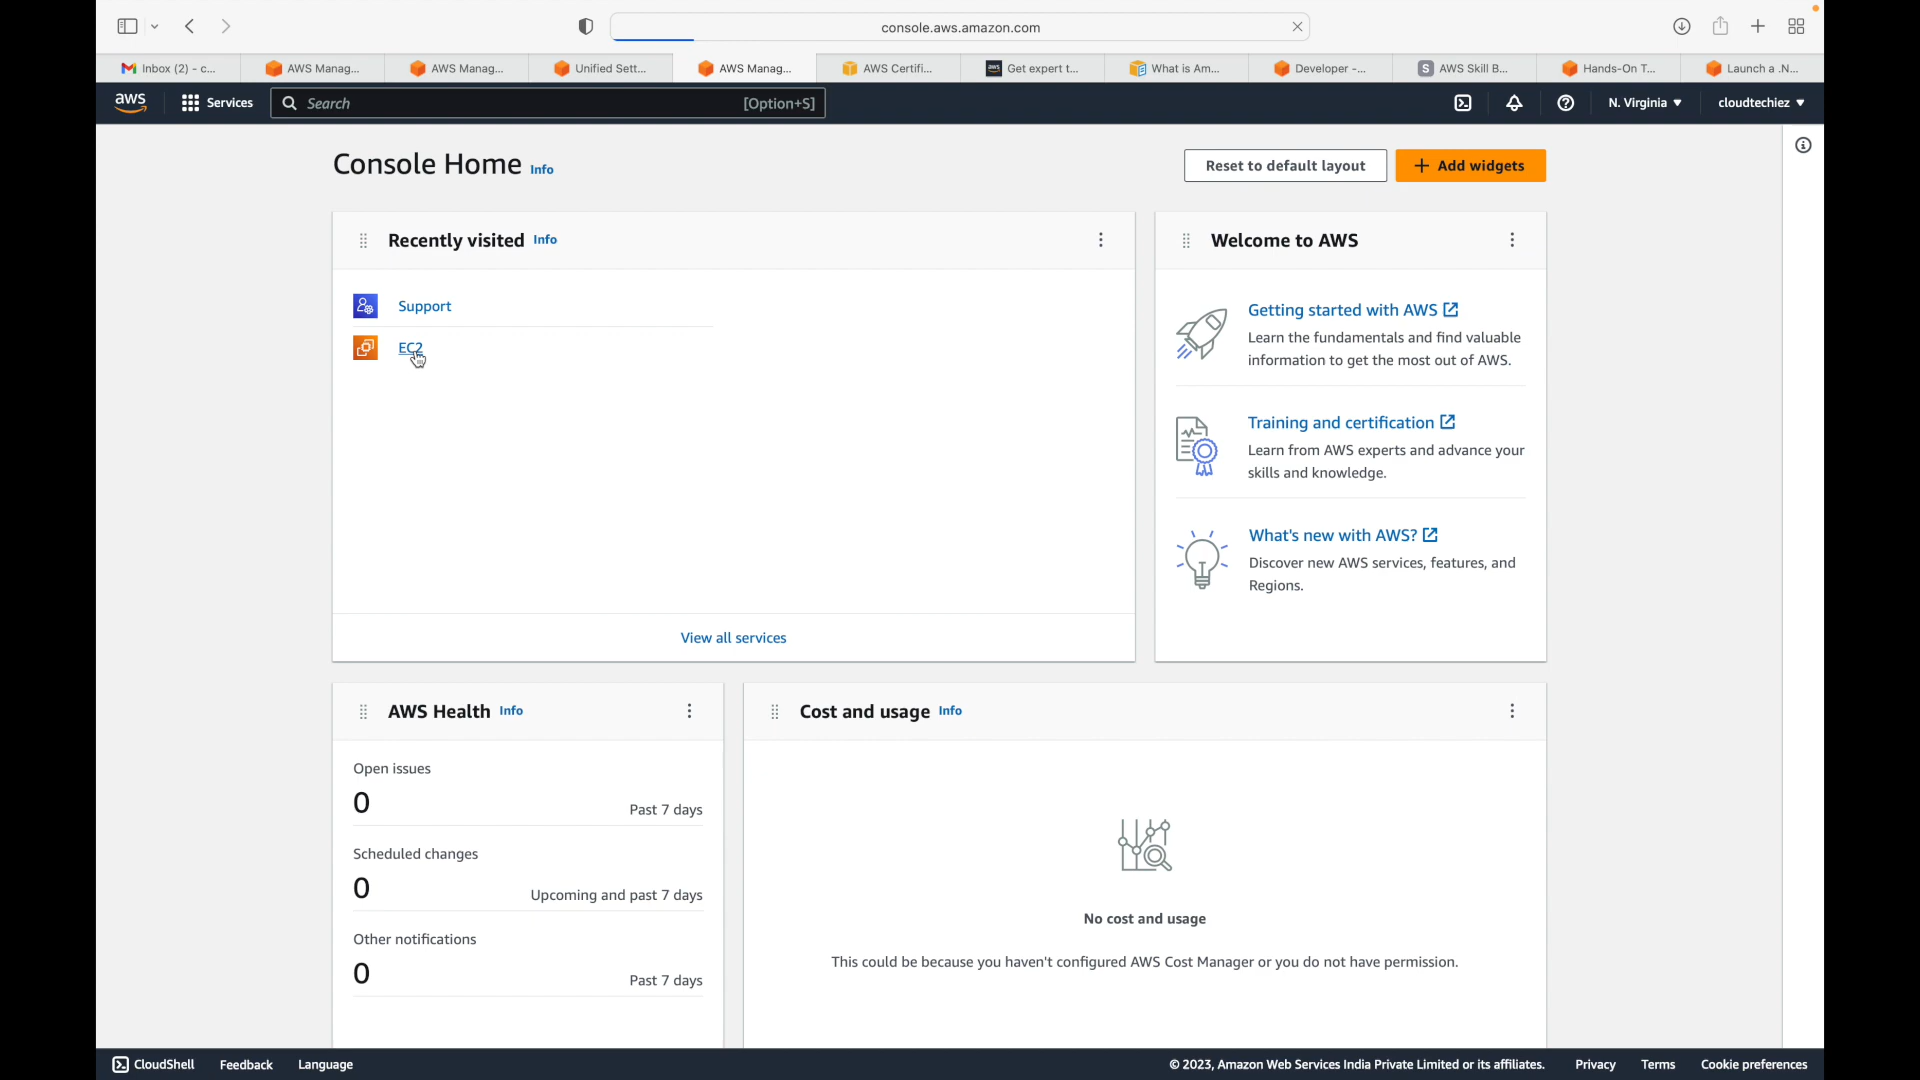 console.aws.amazon.com
Inbox (2) - c...
AWS Manag...
AWS Manag...
Unified Sett...
AWS Manag...
AWS Certifi...
Get expert t...
What is Am...
Developer -...
AWS Skill B...
Hands-On T...
Launch a .N...
aws
Services
Search
[Option+S]
N. Virginia
cloudtechiez
Console Home Info
Reset to default layout
Add widgets
Recently visited Info
Support
EC2
View all services
Welcome to AWS
Getting started with AWS
Learn the fundamentals and find valuable
information to get the most out of AWS.
Training and certification
Learn from AWS experts and advance your
skills and knowledge.
What's new with AWS?
Discover new AWS services, features, and
Regions.
AWS Health Info
Open issues
0
Past 7 days
Scheduled changes
0
Upcoming and past 7 days
Other notifications
0
Past 7 days
Cost and usage Info
No cost and usage
This could be because you haven't configured AWS Cost Manager or you do not have permission.
CloudShell
Feedback
Language
© 2023, Amazon Web Services India Private Limited or its affiliates.
Privacy
Terms
Cookie preferences